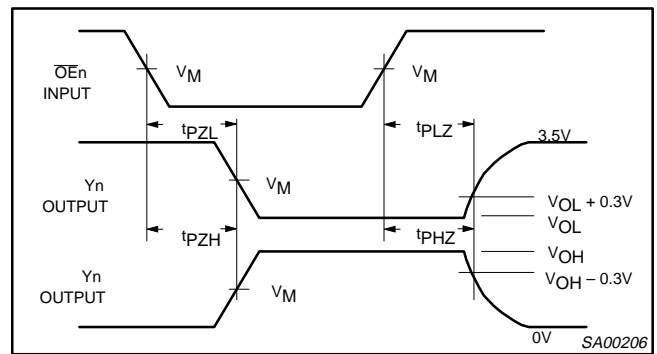 OEn
INPUT
VM
VM
tPZL
tPLZ
3.5V
Yn
OUTPUT
VM
VOL + 0.3V
VOL
tPZH
tPHZ
VOH
Yn
OUTPUT
VM
VOH – 0.3V
0V
SA00206